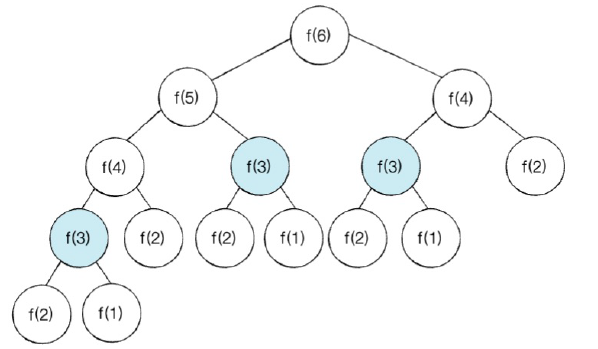 f(6)
f(5) f(4)
f(4) f(3) f(3) f(2)
f(3) f(2) f(2) f(1) f(2) f(1)
f(2) f(1)